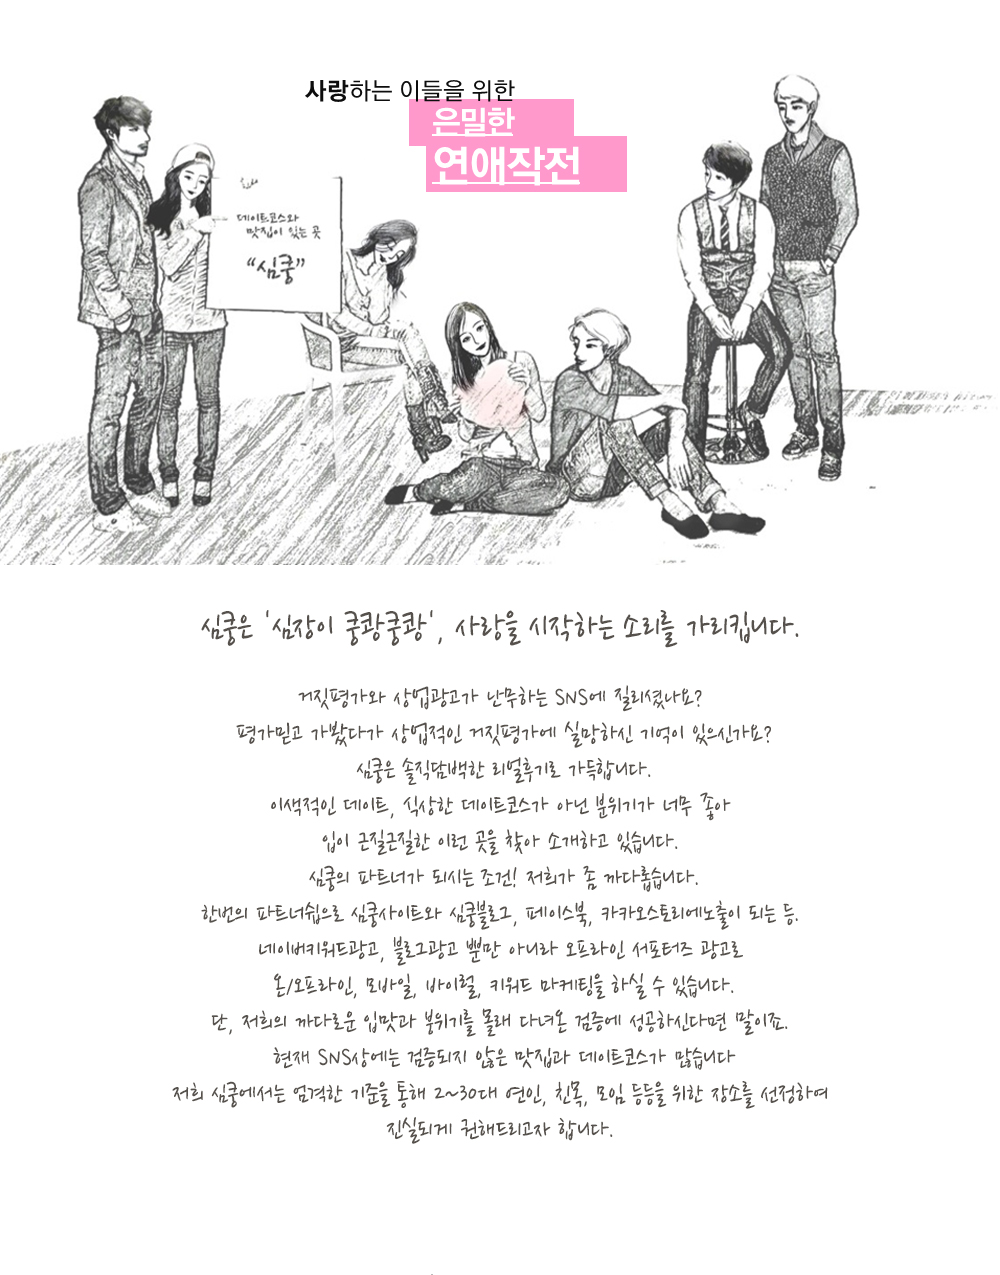 사랑하는 이들을 위한
은밀한
연애작전
데이트코스와
맛집이 있는 곳
"심쿵"
심쿵은 '심장이 쿵쾅쿵쾅', 사랑을 시작하는 소리를 가리킵니다.
거짓평가와 상업광고가 난무하는 SNS에 질리셨나요?
평가믿고 가봤다가 상업적인 거짓평가에 실망하신 기억이 있으신가요?
심쿵은 솔직담백한 리얼후기로 가득합니다.
이색적인 데이트, 식상한 데이트코스가 아닌 분위기가 너무 좋아
입이 근질근질한 이런 곳을 찾아 소개하고 있습니다.
심쿵의 파트너가 되시는 조건! 저희가 좀 까다롭습니다.
한번의 파트너쉽으로 심쿵사이트와 심쿵블로그, 페이스북, 카카오스토리에노출이 되는 등.
네이버키워드광고, 블로그광고 뿐만 아니라 오프라인 서포터즈 광고로
온/오프라인, 모바일, 바이럴, 키워드 마케팅을 하실 수 있습니다.
단, 저희의 까다로운 입맛과 붕위기를 몰래 다녀온 검증에 성공하신다면 말이죠.
현재 SNS상에는 검증되지 않은 맛집과 데이트코스가 많습니다
저희 심쿵에서는 엄격한 기준을 통해 2~30대 연인, 친목, 모임 등등을 위한 장소를 선정하여
진실되게 권해드리고자 합니다.